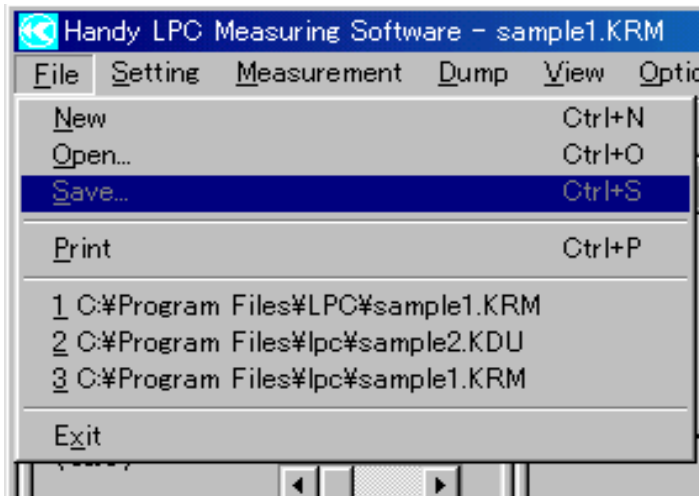 Handy LPC Measuring Software - sample1.KRM
File Setting Measurement Dump View
New Ctrl+N
Open... Ctrl+O
Save... Ctrl+S
Print Ctrl+P
1 C:¥Program Files¥LPC¥sample1.KRM
2 C:¥Program Files¥lpc¥sample2.KDU
3 C:¥Program Files¥lpc¥sample1.KRM
Exit